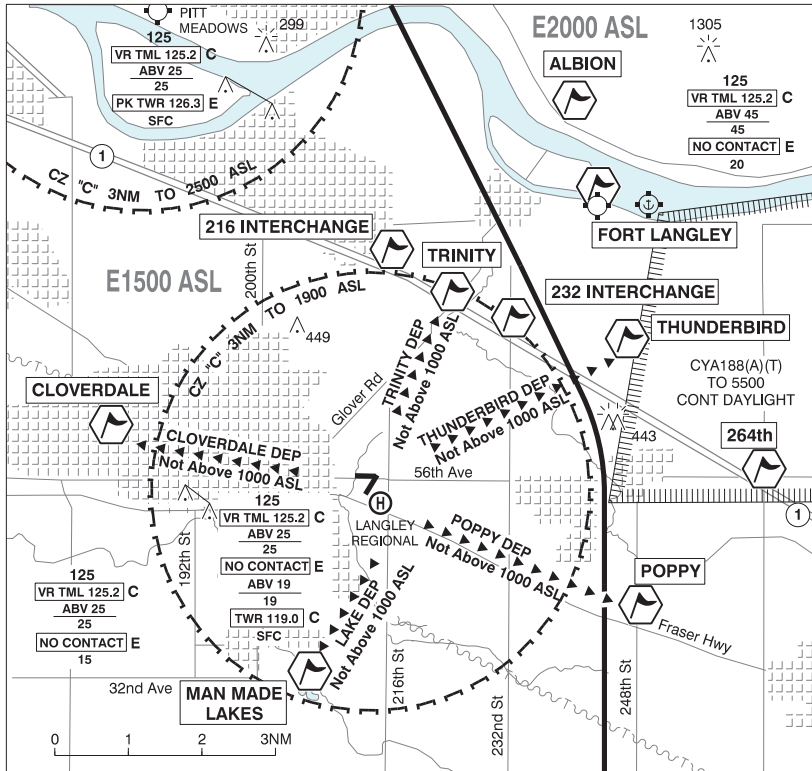 PITT
MEADOWS
299
E2000 ASL
1305
125
VR TML 125.2 C
ABV 25
25
PK TWR 126.3 E
SFC
ALBION
125
VR TML 125.2 C
ABV 45
45
NO CONTACT E
20
1
CZ "C" 3NM TO 2500 ASL
FORT LANGLEY
216 INTERCHANGE
TRINITY
E1500 ASL
200th St
232 INTERCHANGE
THUNDERBIRD
CZ "C" 3NM TO 1900 ASL
449
TRINITY DEP
Not Above 1000 ASL
Glover Rd
THUNDERBIRD DEP
Not Above 1000 ASL
CYA188(A)(T)
TO 5500
CONT DAYLIGHT
CLOVERDALE
443
264th
CLOVERDALE DEP
Not Above 1000 ASL
56th Ave
H
LANGLEY
REGIONAL
1
125
VR TML 125.2 C
ABV 25
25
NO CONTACT E
ABV 19
19
TWR 119.0 C
SFC
192th St
POPPY DEP
Not Above 1000 ASL
POPPY
125
VR TML 125.2 C
ABV 25
25
NO CONTACT E
15
LAKE DEP
Not Above 1000 ASL
Fraser Hwy
32nd Ave
MAN MADE
LAKES
216th St
232nd St
248th St
0 1 2 3NM